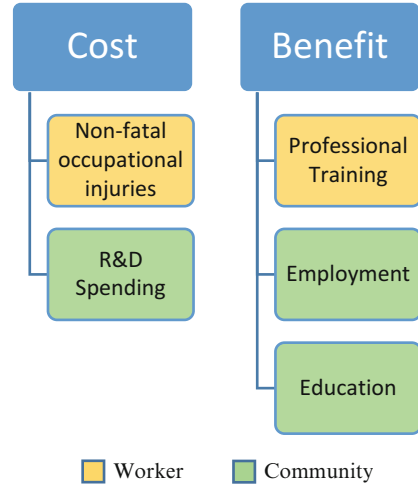 Cost
Non-fatal
occupational
injuries
R&D
Spending
Benefit
Professional
Training
Employment
Education
Worker
Community